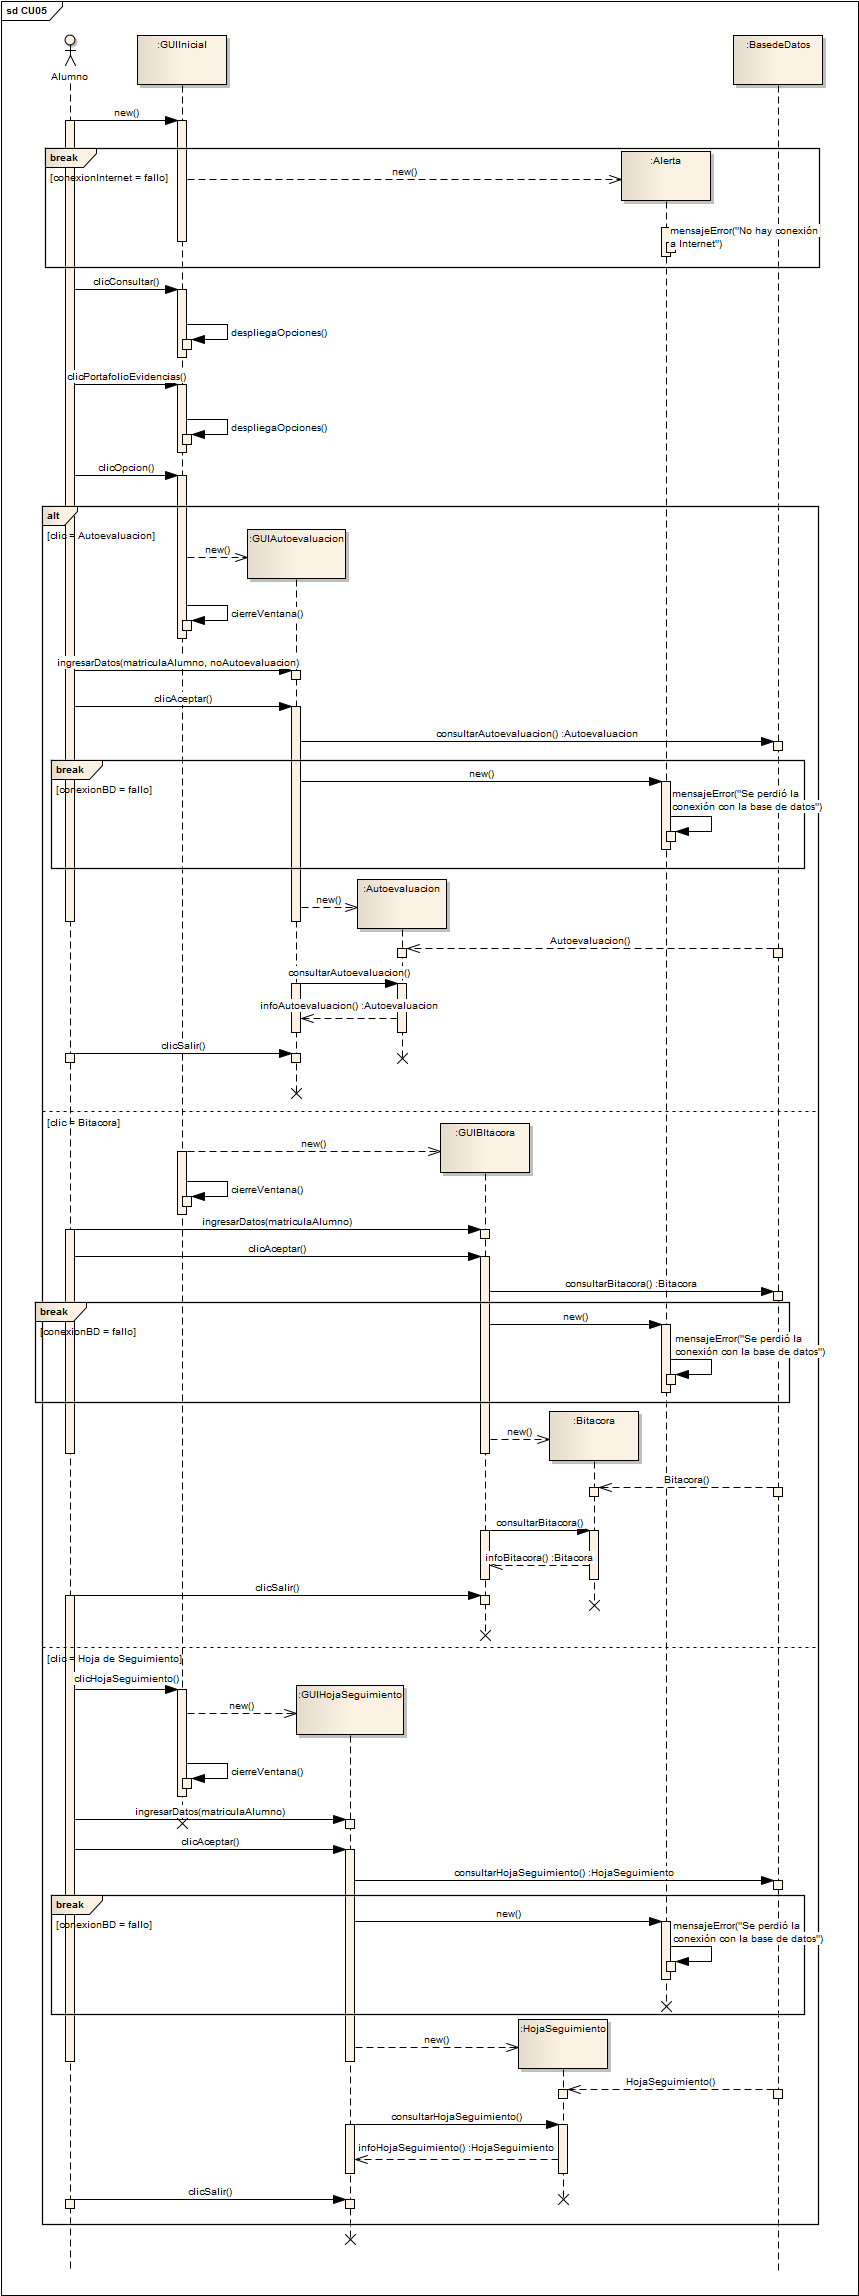 sd CU05
:GUIInicial
:BasedeDatos
Alumno
new()
break
:Alerta
[conexionInternet = fallo]
new()
mensajeError("No hay conexión
a Internet")
clicConsultar()
despliegaOpciones()
clicPortafolioEvidencias()
despliegaOpciones()
clicOpcion()
alt
[clic = Autoevaluacion]
:GUIAutoevaluacion
new()
cierreVentana()
ingresarDatos(matriculaAlumno, noAutoevaluacion)
clicAceptar()
consultarAutoevaluacion() :Autoevaluacion
break
new()
[conexionBD = fallo]
mensajeError("Se perdió la
conexión con la base de datos")
:Autoevaluacion
new()
Autoevaluacion()
consultarAutoevaluacion()
infoAutoevaluacion() :Autoevaluacion
clicSalir()
[clic = Bitacora]
:GUIBItacora
new()
cierreVentana()
ingresarDatos(matriculaAlumno)
clicAceptar()
consultarBitacora() :Bitacora
break
new()
[conexionBD = fallo]
mensajeError("Se perdió la
conexión con la base de datos")
:Bitacora
new()
Bitacora()
consultarBitacora()
infoBitacora() :Bitacora
clicSalir()
[clic = Hoja de Seguimiento]
clicHojaSeguimiento()
:GUIHojaSeguimiento
new()
cierreVentana()
ingresarDatos(matriculaAlumno)
clicAceptar()
consultarHojaSeguimiento() :HojaSeguimiento
break
new()
[conexionBD = fallo]
mensajeError("Se perdió la
conexión con la base de datos")
:HojaSeguimiento
new()
HojaSeguimiento()
consultarHojaSeguimiento()
infoHojaSeguimiento() :HojaSeguimiento
clicSalir()